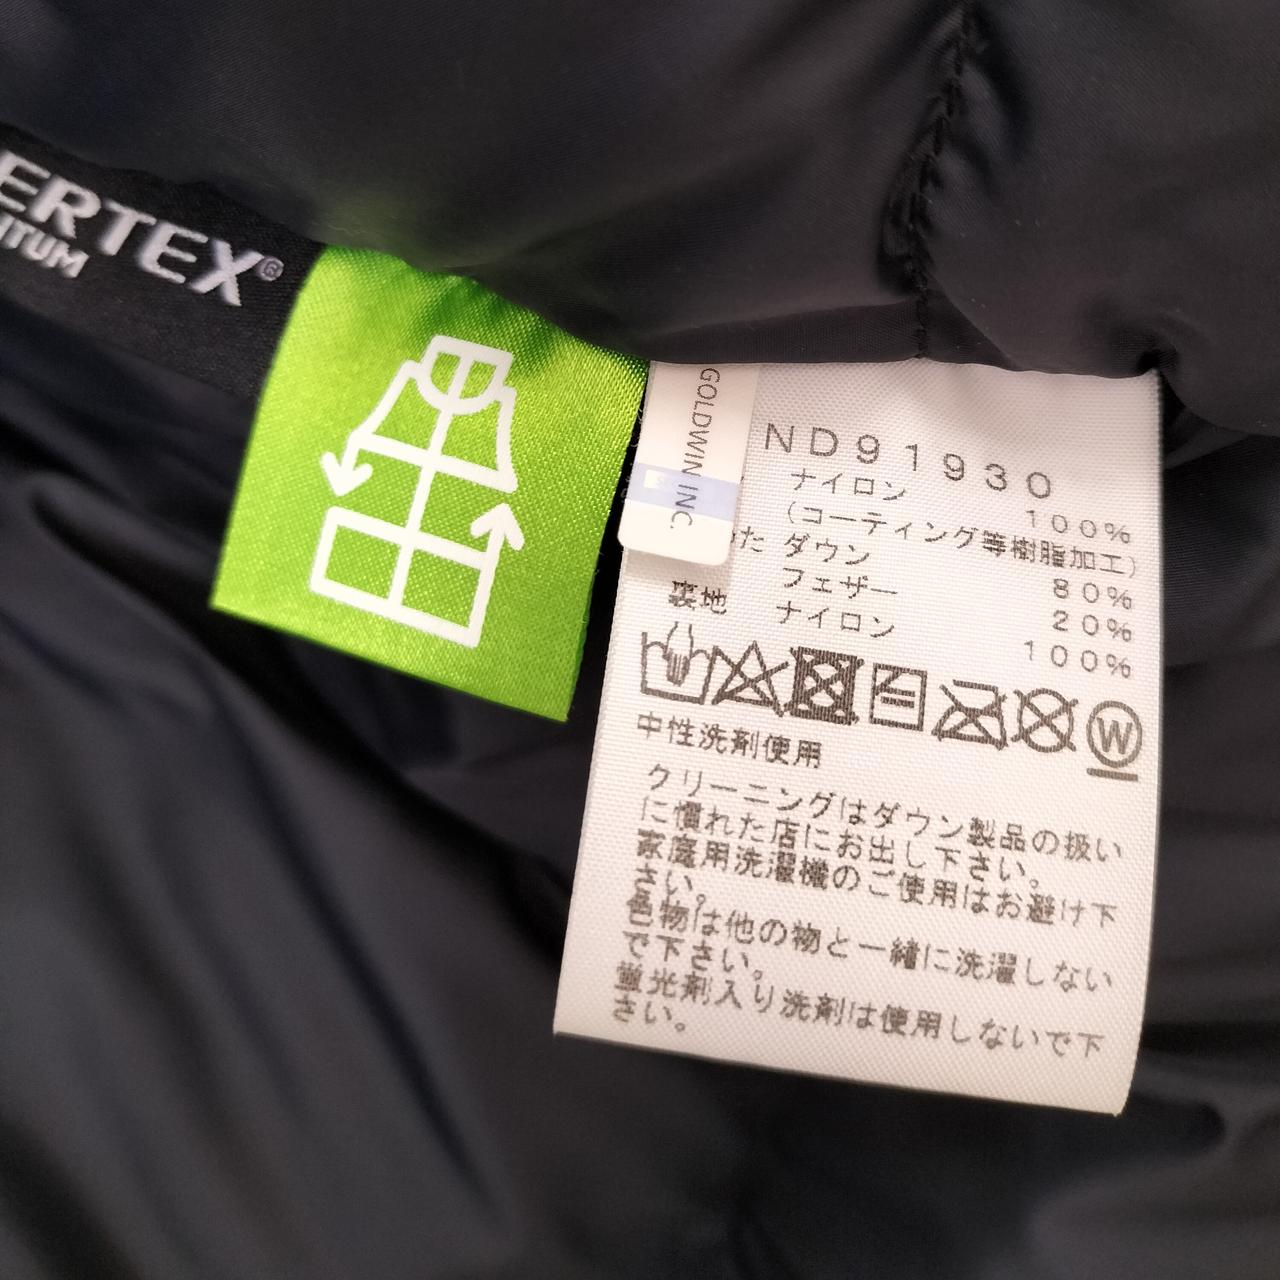 ERTEX®
GOLDWIN INC.
ND91930
ナイロン 100%
(コーティング等樹脂加工)
わた ダウン 80%
フェザー 20%
裏地 ナイロン 100%
W
中性洗剤使用
クリーニングはダウン製品の扱い
に慣れた店にお出し下さい。
家庭用洗濯機のご使用はお避け下
さい。
色物は他の物と一緒に洗濯しない
で下さい。
蛍光剤入り洗剤は使用しないで下
さい。